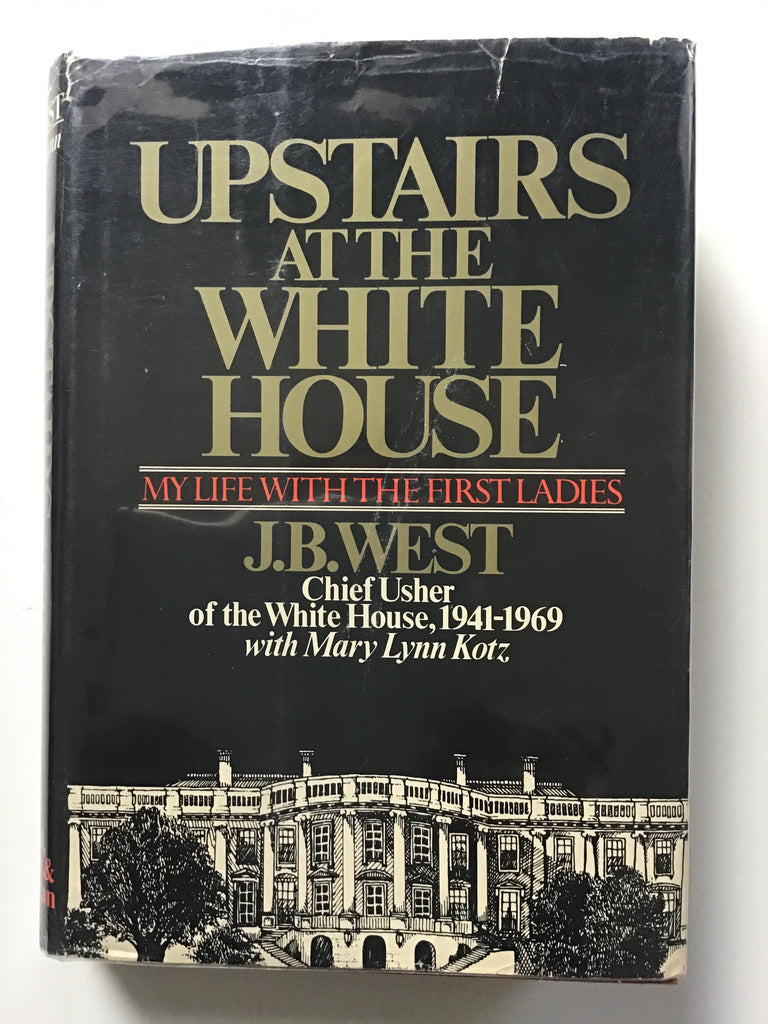 UPSTAIRS
AT THE
WHITE
HOUSE
MY LIFE WITH THE FIRST LADIES
J.B. WEST
Chief Usher
of the White House, 1941-1969
with Mary Lynn Kotz
&